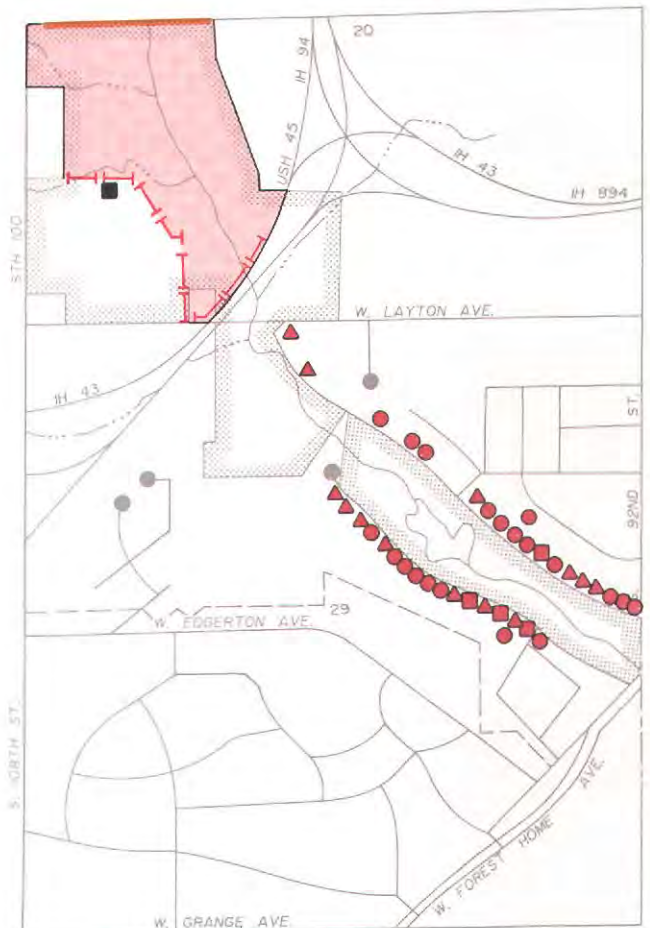 20
IH 94
USH 45
IH 43
IH 894
STH 100
W. LAYTON AVE.
IH 43
ST.
92ND
29
W. EDGERTON AVE.
S. 110TH ST.
AVE.
W. FOREST HOME
W. GRANGE AVE.